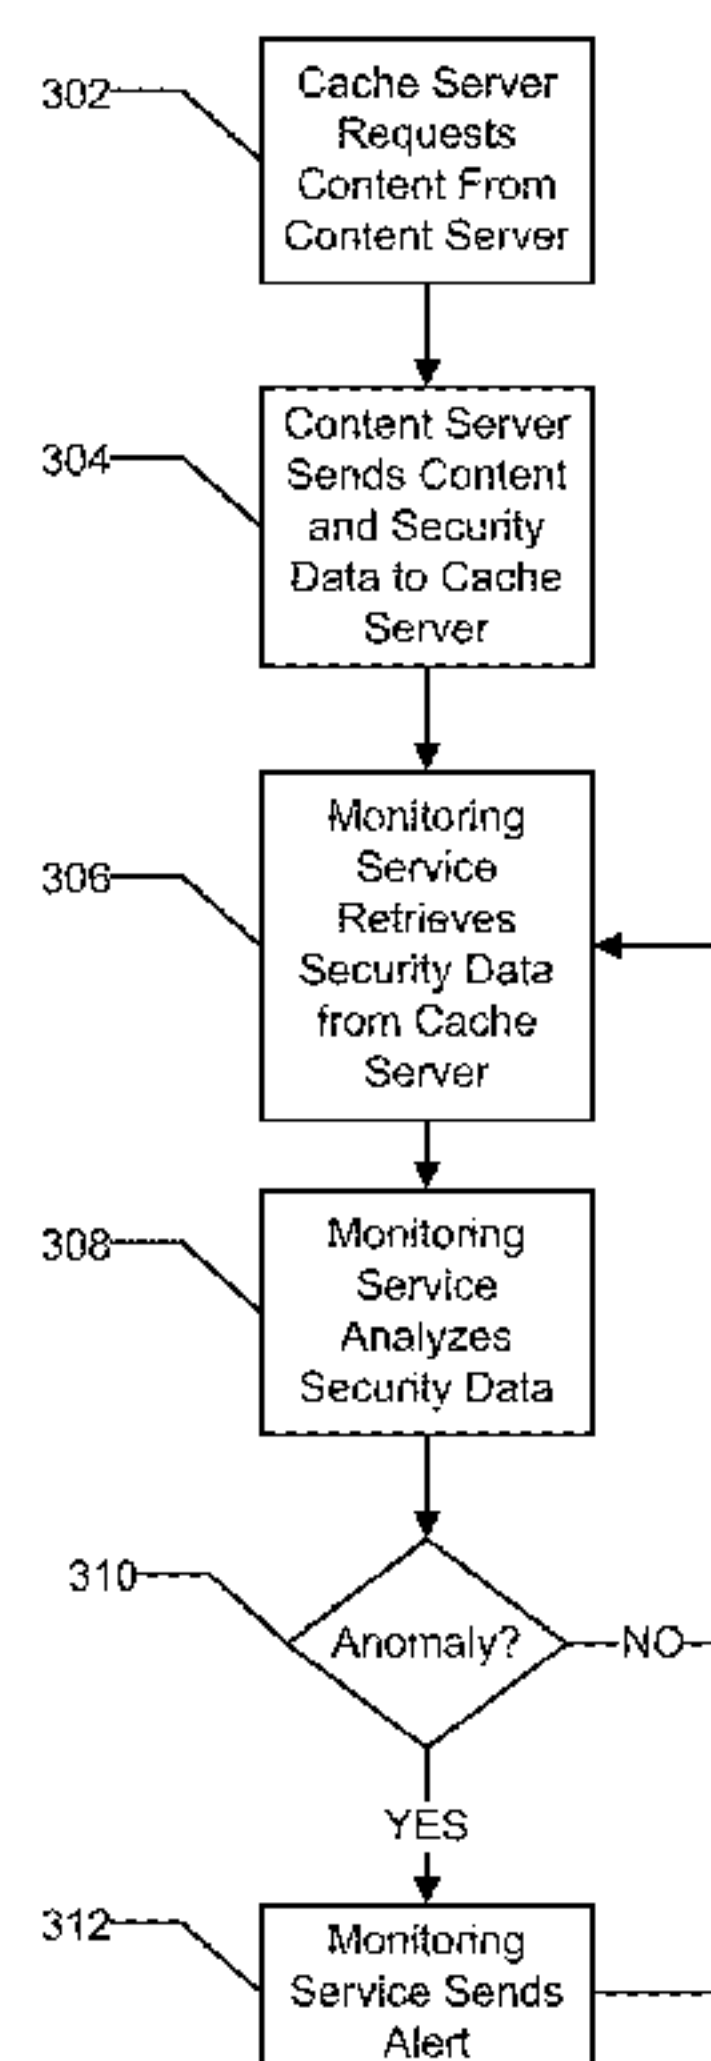 302
Cache Server
Requests
Content From
Content Server
304
Content Server
Sends Content
and Security
Data to Cache
Server
306
Monitoring
Service
Retrieves
Security Data
from Cache
Server
308
Monitoring
Service
Analyzes
Security Data
310
Anomaly?
NO
YES
312
Monitoring
Service Sends
Alert